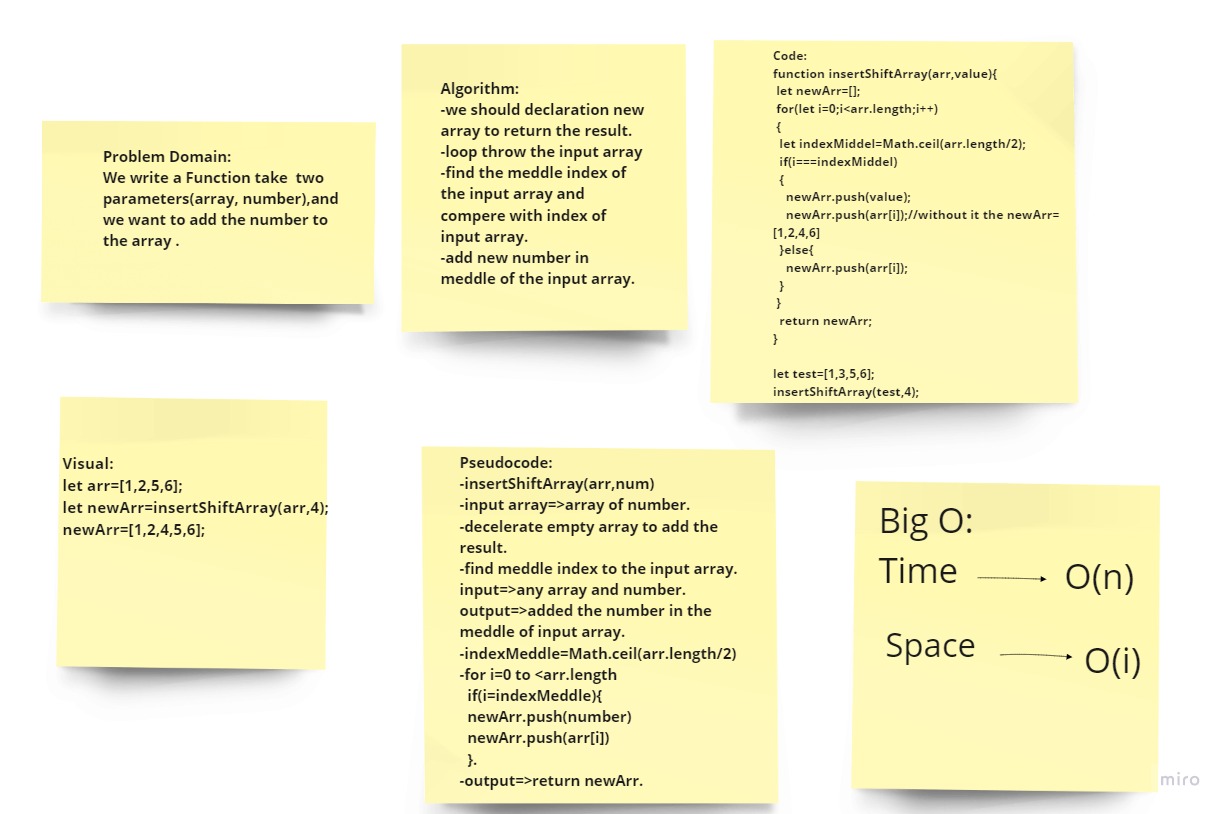 Problem Domain:
We write a Function take  two
parameters(array, number),and
we want to add the number to
the array .
Algorithm:
-we should declaration new
array to return the result.
-loop throw the input array
-find the meddle index of
the input array and
compere with index of
input array.
-add new number in
meddle of the input array.
Code:
function insertShiftArray(arr,value){
let newArr=[];
for(let i=0;i<arr.length;i++)
{
let indexMiddel=Math.ceil(arr.length/2);
if(i===indexMiddel)
{
newArr.push(value);
newArr.push(arr[i]);//without it the newArr=
[1,2,4,6]
}else{
newArr.push(arr[i]);
}
}
return newArr;
}
let test=[1,3,5,6];
insertShiftArray(test,4);
Visual:
let arr=[1,2,5,6];
let newArr=insertShiftArray(arr,4);
newArr=[1,2,4,5,6];
Pseudocode:
-insertShiftArray(arr,num)
-input array=>array of number.
-decelerate empty array to add the
result.
-find meddle index to the input array.
input=>any array and number.
output=>added the number in the
meddle of input array.
-indexMeddle=Math.ceil(arr.length/2)
-for i=0 to <arr.length
if(i=indexMeddle){
newArr.push(number)
newArr.push(arr[i])
}.
-output=>return newArr.
Big O:
Time O(n)
Space O(i)
miro